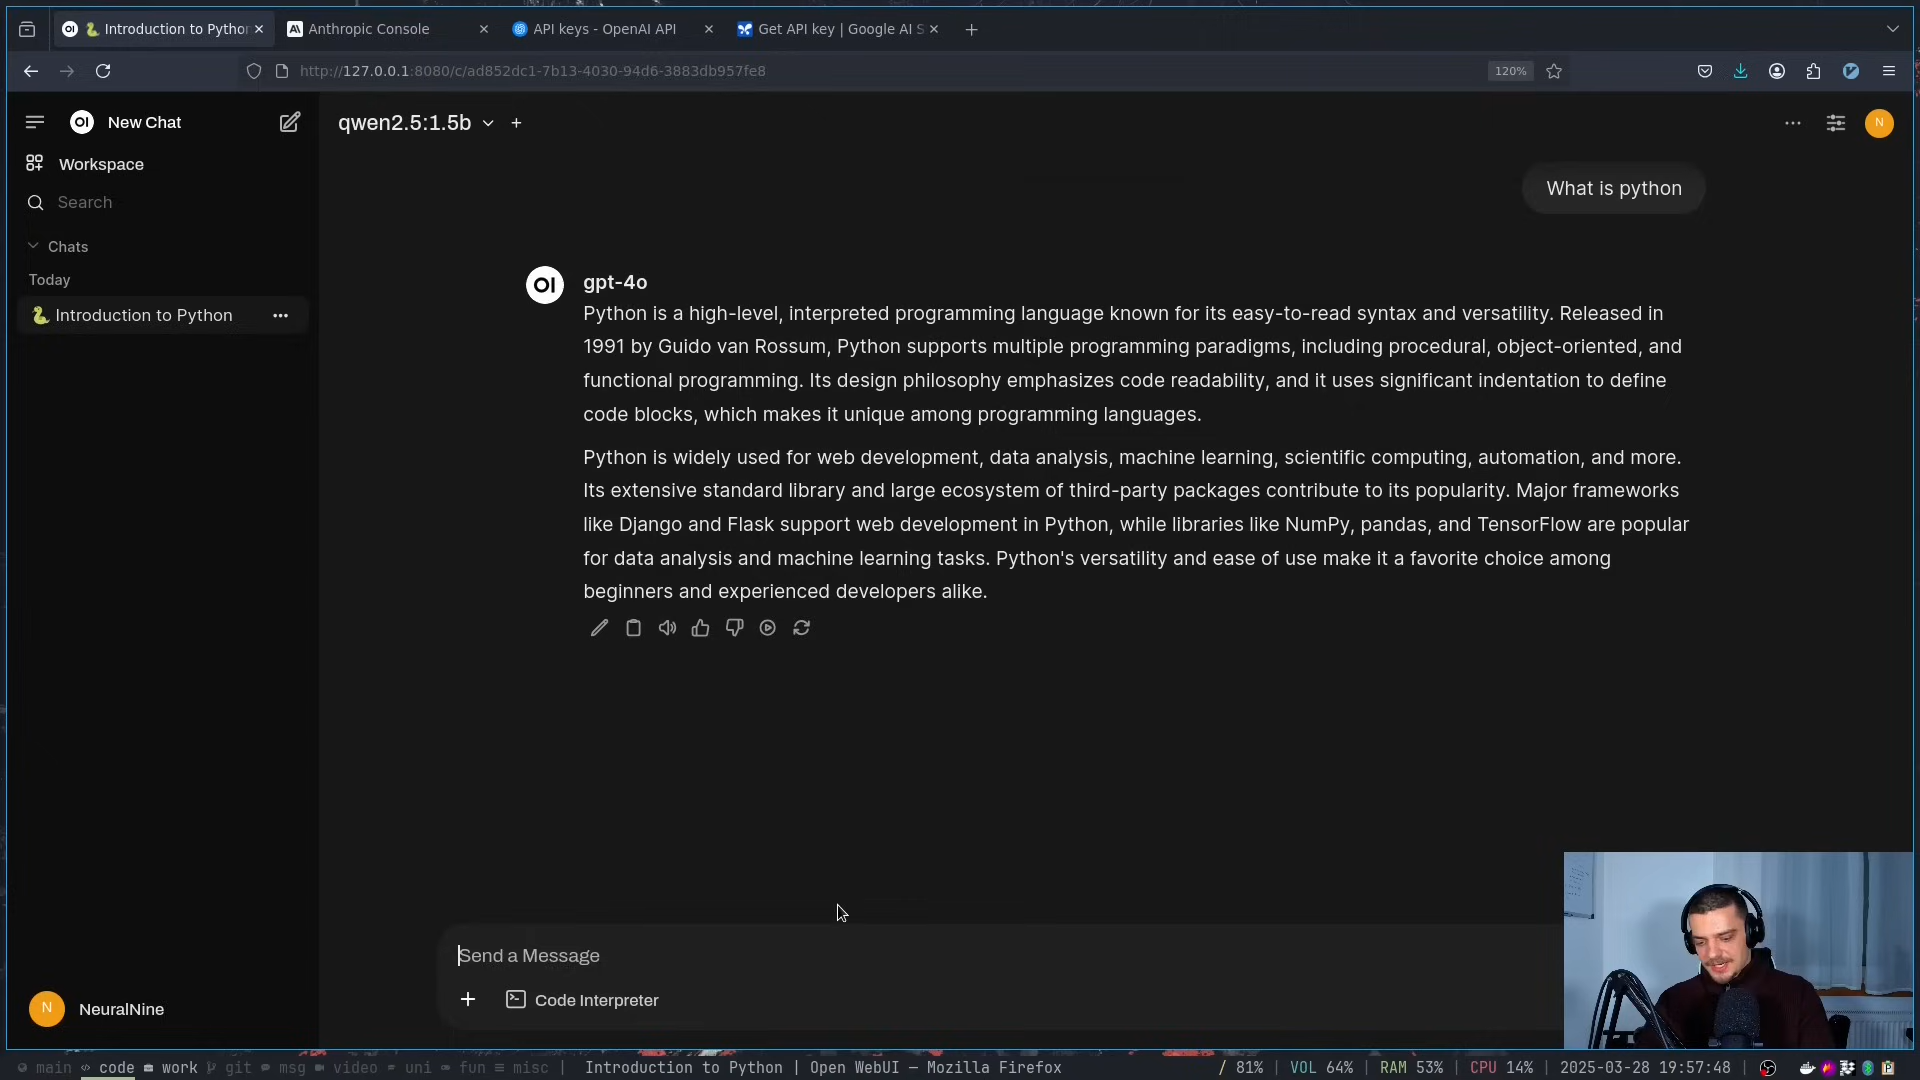 OI 🐍 Introduction to Pythor
Anthropic Console
API keys - OpenAI API
Get API key | Google AI S
http://127.0.0.1:8080/c/ad852dc1-7b13-4030-94d6-3883db957fe8
120%
OI New Chat
Workspace
Search
Chats
Today
🐍 Introduction to Python
qwen2.5:1.5b
N
What is python
OI gpt-4o
Python is a high-level, interpreted programming language known for its easy-to-read syntax and versatility. Released in
1991 by Guido van Rossum, Python supports multiple programming paradigms, including procedural, object-oriented, and
functional programming. Its design philosophy emphasizes code readability, and it uses significant indentation to define
code blocks, which makes it unique among programming languages.
Python is widely used for web development, data analysis, machine learning, scientific computing, automation, and more.
Its extensive standard library and large ecosystem of third-party packages contribute to its popularity. Major frameworks
like Django and Flask support web development in Python, while libraries like NumPy, pandas, and TensorFlow are popular
for data analysis and machine learning tasks. Python's versatility and ease of use make it a favorite choice among
beginners and experienced developers alike.
Send a Message
Code Interpreter
N NeuralNine
main code work git msg video uni fun misc | Introduction to Python | Open WebUI — Mozilla Firefox / 81% | VOL 64% | RAM 53% | CPU 14% | 2025-03-28 19:57:48 |